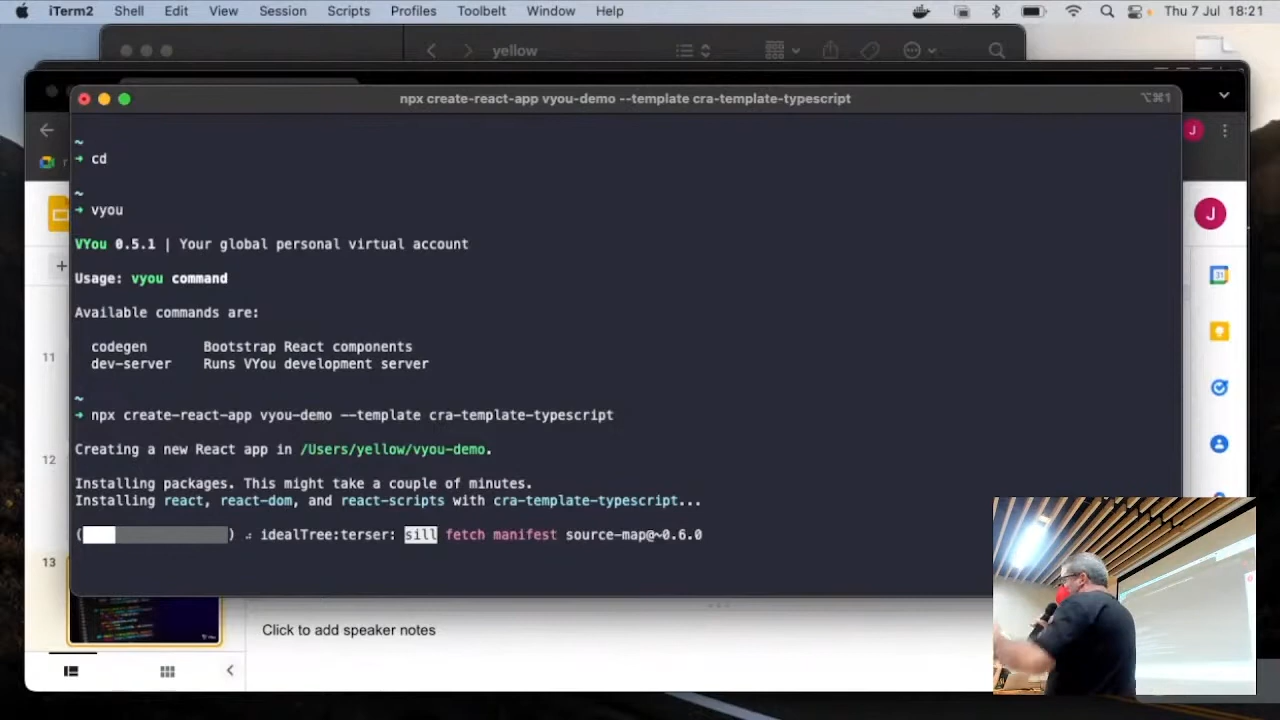 iTerm2 Shell Edit View Session Scripts Profiles Toolbelt Window Help Thu 7 Jul 18:21
yellow
npx create-react-app vyou-demo --template cra-template-typescript ⌥⌘1
~
➜ cd
~
➜ vyou
VYou 0.5.1 | Your global personal virtual account
Usage: vyou command
Available commands are:
codegen Bootstrap React components
dev-server Runs VYou development server
~
➜ npx create-react-app vyou-demo --template cra-template-typescript
Creating a new React app in /Users/yellow/vyou-demo.
Installing packages. This might take a couple of minutes.
Installing react, react-dom, and react-scripts with cra-template-typescript...
( ) ⠴ idealTree:terser: sill fetch manifest source-map@~0.6.0
J
J
31
11
12
13
Click to add speaker notes